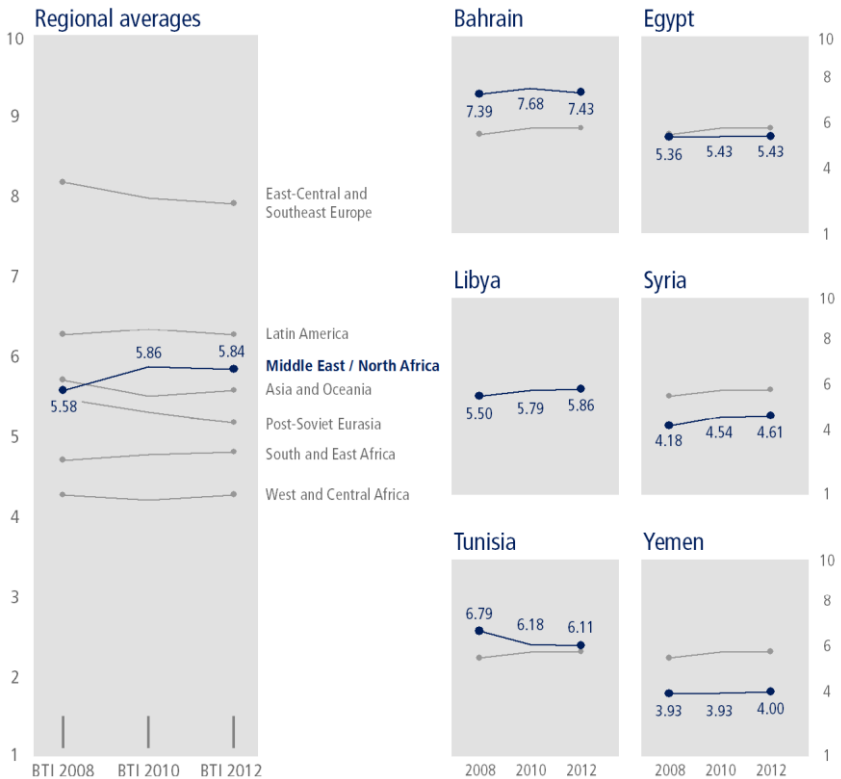 Regional averages
10
9
8
7
6
5
4
3
2
1
East-Central and
Southeast Europe
Latin America
5.86
5.84
Middle East / North Africa
Asia and Oceania
5.58
Post-Soviet Eurasia
South and East Africa
West and Central Africa
BTI 2008
BTI 2010
BTI 2012
Bahrain
7.39
7.68
7.43
Egypt
5.36
5.43
5.43
10
8
6
4
1
Libya
5.50
5.79
5.86
Syria
4.18
4.54
4.61
10
8
6
4
1
Tunisia
6.79
6.18
6.11
2008
2010
2012
Yemen
3.93
3.93
4.00
10
8
6
4
1
2008
2010
2012